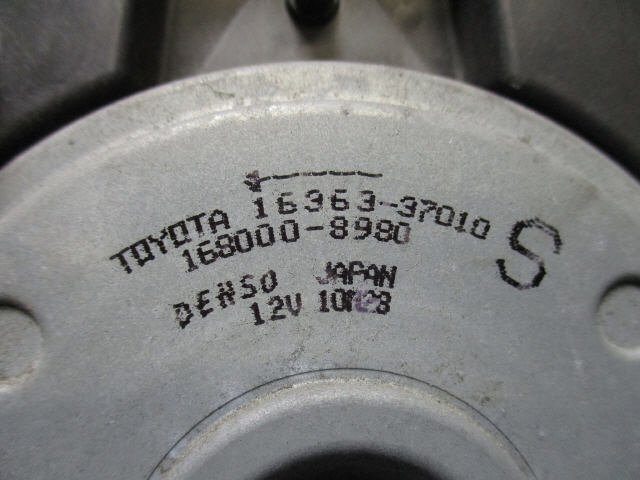 TOYOTA 16363-37010
168000-8980
S
DENSO JAPAN
12V